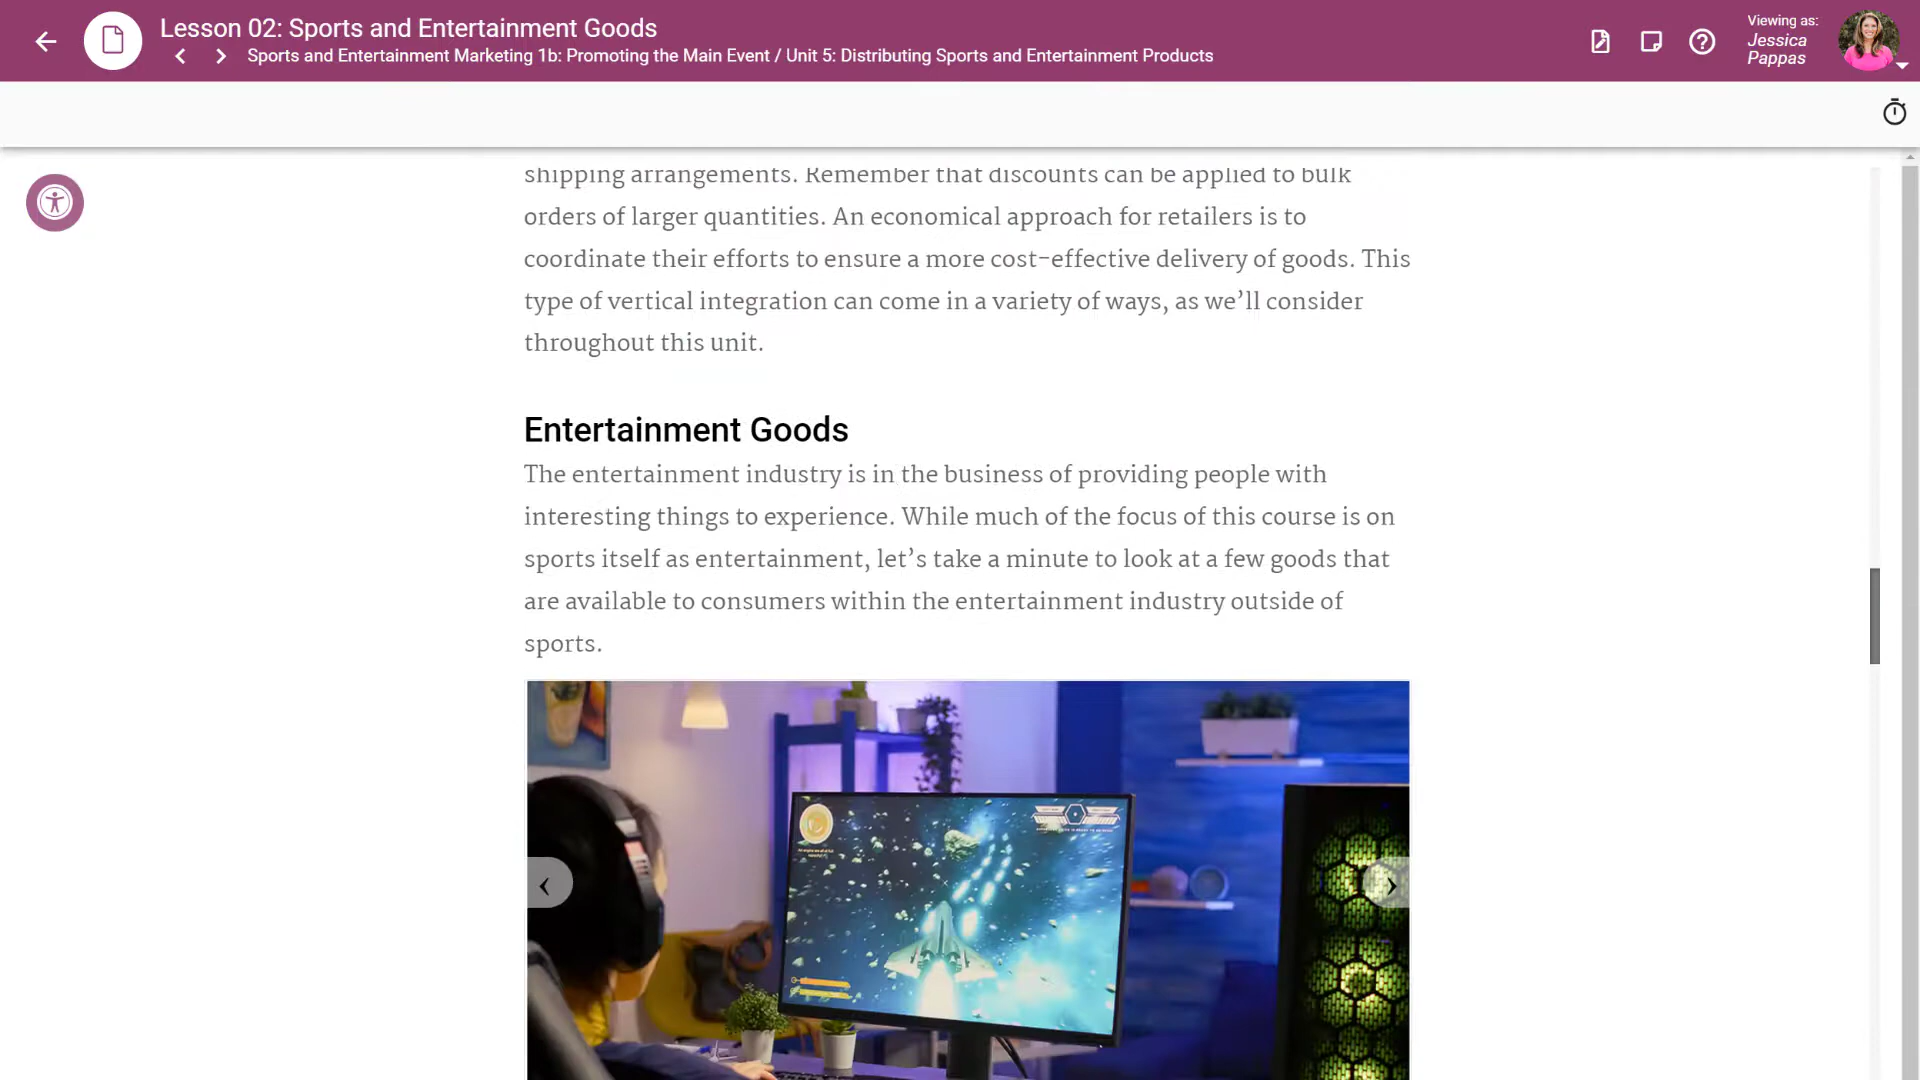 Lesson 02: Sports and Entertainment Goods
Sports and Entertainment Marketing 1b: Promoting the Main Event / Unit 5: Distributing Sports and Entertainment Products
Viewing as:
Jessica
Pappas
shipping arrangements. Remember that discounts can be applied to bulk
orders of larger quantities. An economical approach for retailers is to
coordinate their efforts to ensure a more cost-effective delivery of goods. This
type of vertical integration can come in a variety of ways, as we’ll consider
throughout this unit.
Entertainment Goods
The entertainment industry is in the business of providing people with
interesting things to experience. While much of the focus of this course is on
sports itself as entertainment, let’s take a minute to look at a few goods that
are available to consumers within the entertainment industry outside of
sports.